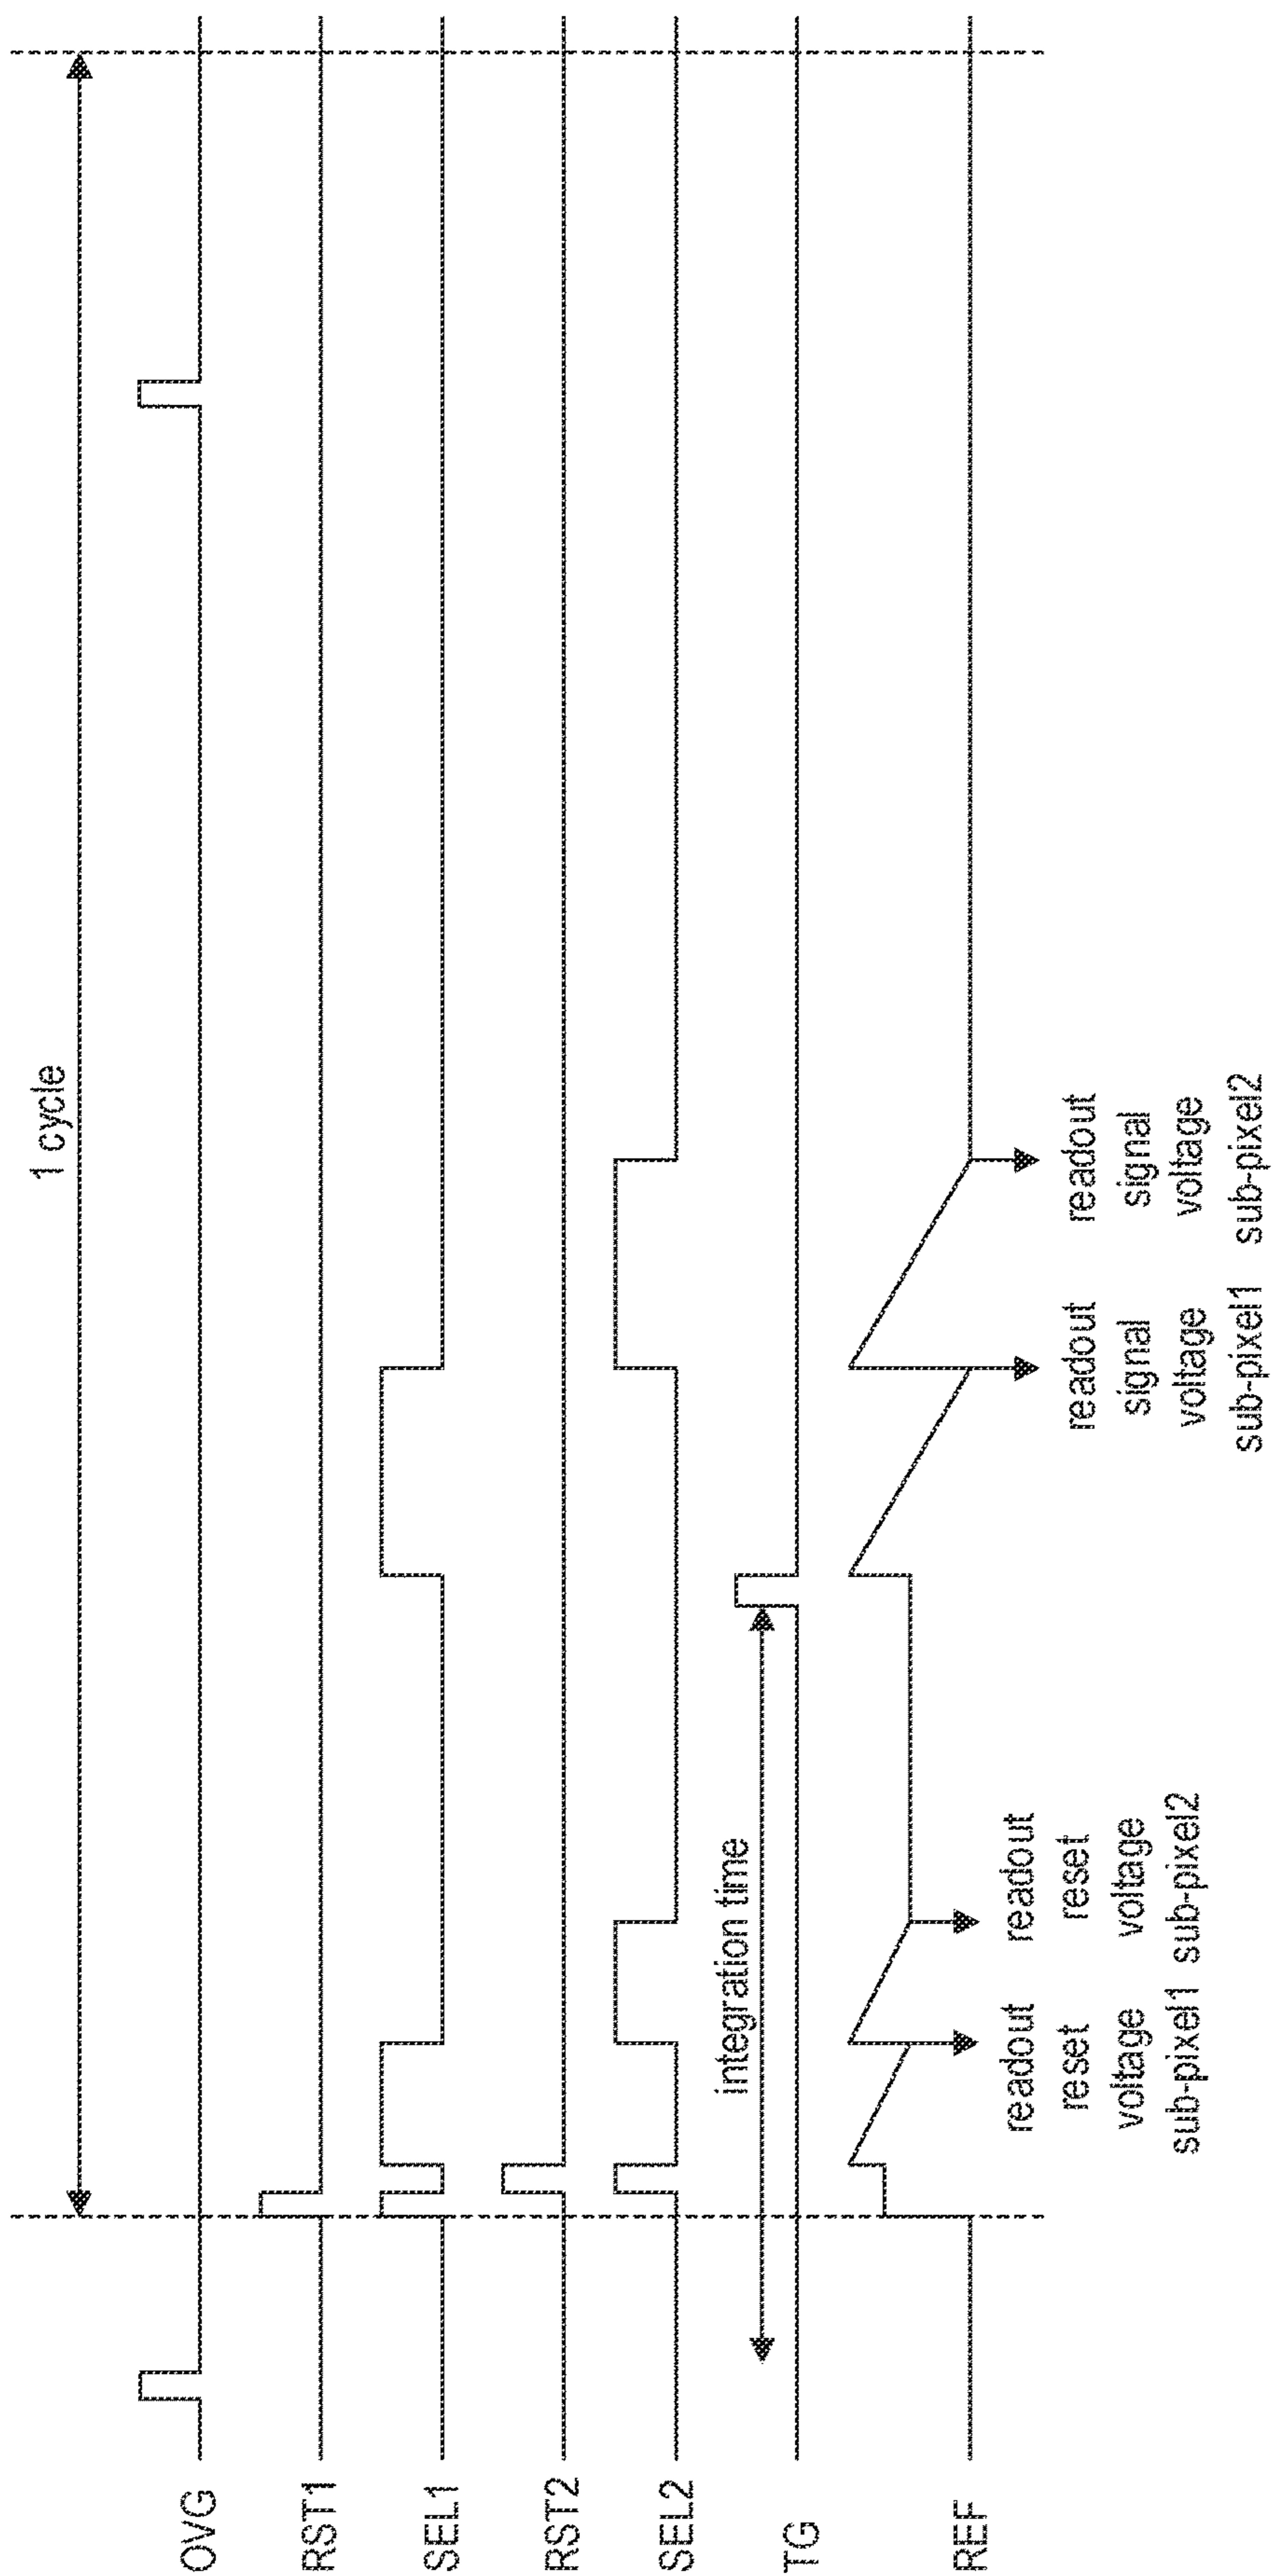 1 cycle
OVG
RST1
SEL1
RST2
SEL2
integration time
TG
REF
readout
reset
voltage
sub-pixel1
readout
reset
voltage
sub-pixel2
readout
signal
voltage
sub-pixel1
readout
signal
voltage
sub-pixel2